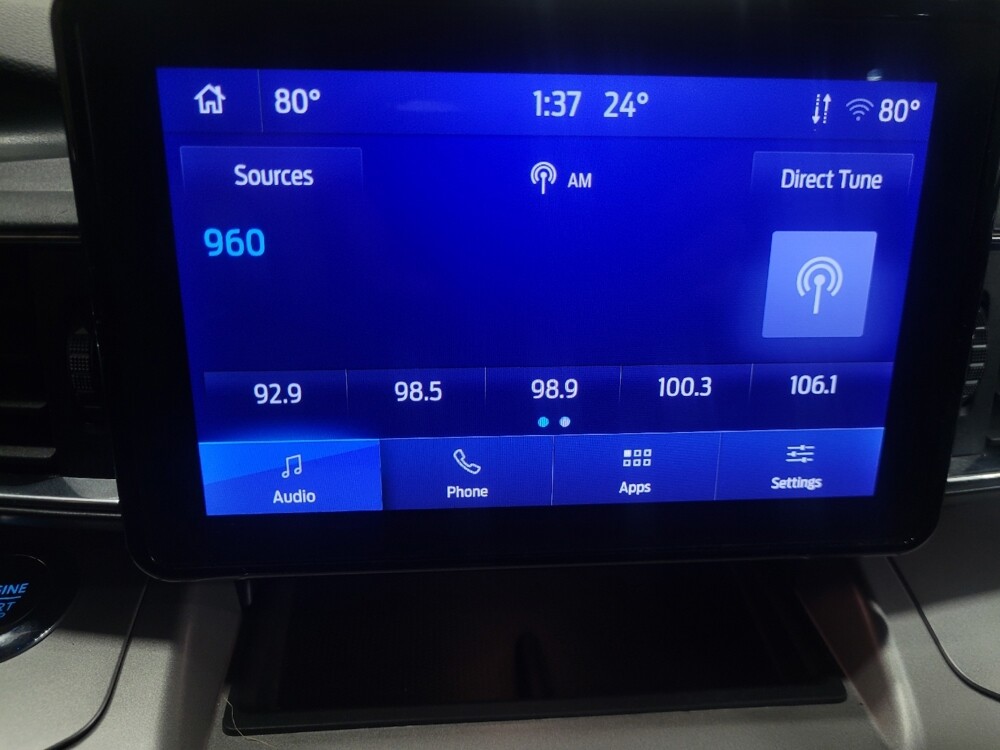 80° 1:37 24° 80°
Sources AM Direct Tune
960
92.9 98.5 98.9 100.3 106.1
Audio Phone Apps Settings